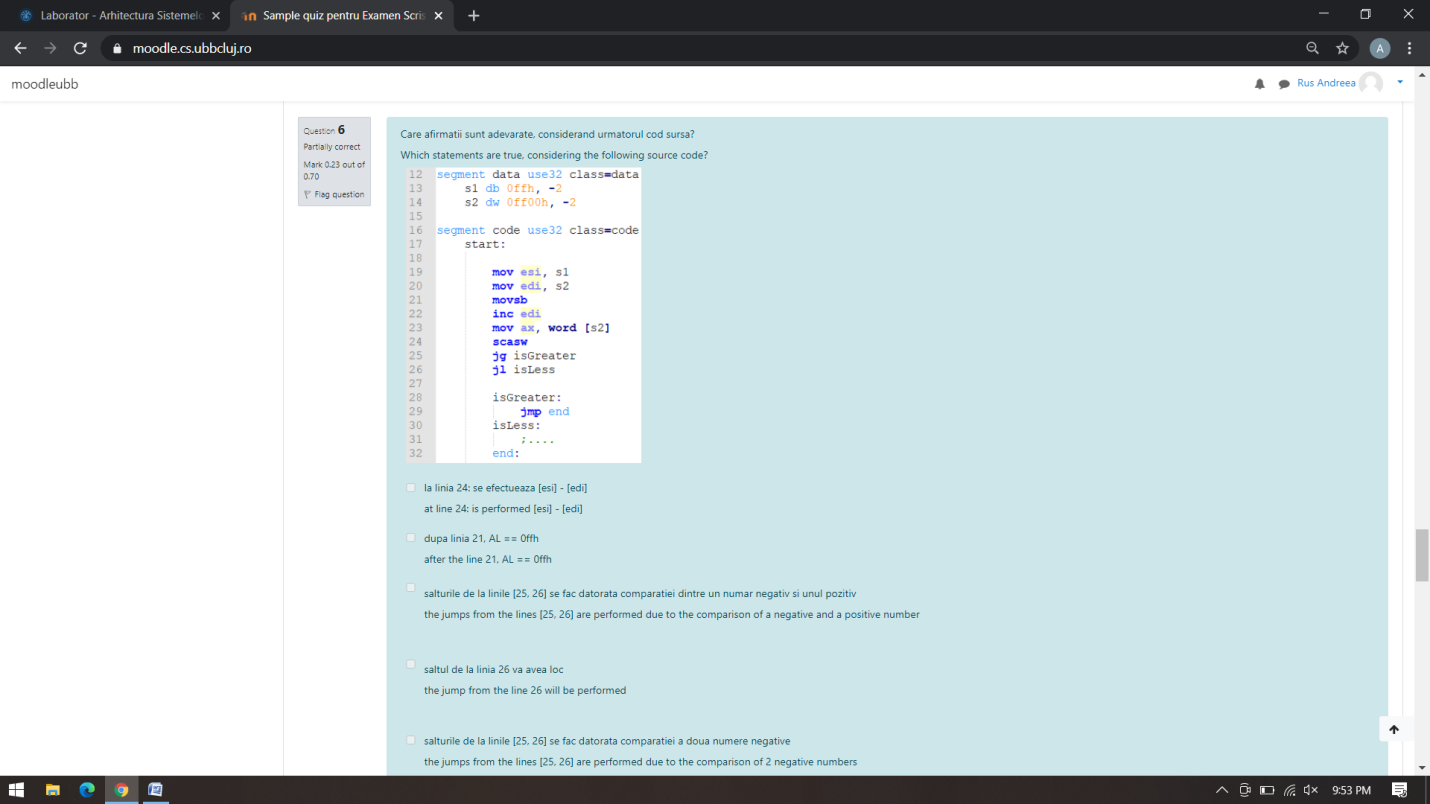 Laborator - Arhitectura Sistemelo
Sample quiz pentru Examen Scris
moodle.cs.ubbcluj.ro
A
moodleubb
Rus Andreea
Question 6
Partially correct
Mark 0.23 out of
0.70
Flag question
Care afirmatii sunt adevarate, considerand urmatorul cod sursa?
Which statements are true, considering the following source code?
12 segment data use32 class=data
13 s1 db 0ffh, -2
14 s2 dw 0ff00h, -2
15
16 segment code use32 class=code
17 start:
18
19 mov esi, s1
20 mov edi, s2
21 movsb
22 inc edi
23 mov ax, word [s2]
24 scasw
25 jg isGreater
26 jl isLess
27
28 isGreater:
29 jmp end
30 isLess:
31 ;....
32 end:
la linia 24: se efectueaza [esi] - [edi]
at line 24: is performed [esi] - [edi]
dupa linia 21, AL == 0ffh
after the line 21, AL == 0ffh
salturile de la linile [25, 26] se fac datorata comparatiei dintre un numar negativ si unul pozitiv
the jumps from the lines [25, 26] are performed due to the comparison of a negative and a positive number
saltul de la linia 26 va avea loc
the jump from the line 26 will be performed
salturile de la linile [25, 26] se fac datorata comparatiei a doua numere negative
the jumps from the lines [25, 26] are performed due to the comparison of 2 negative numbers
9:53 PM